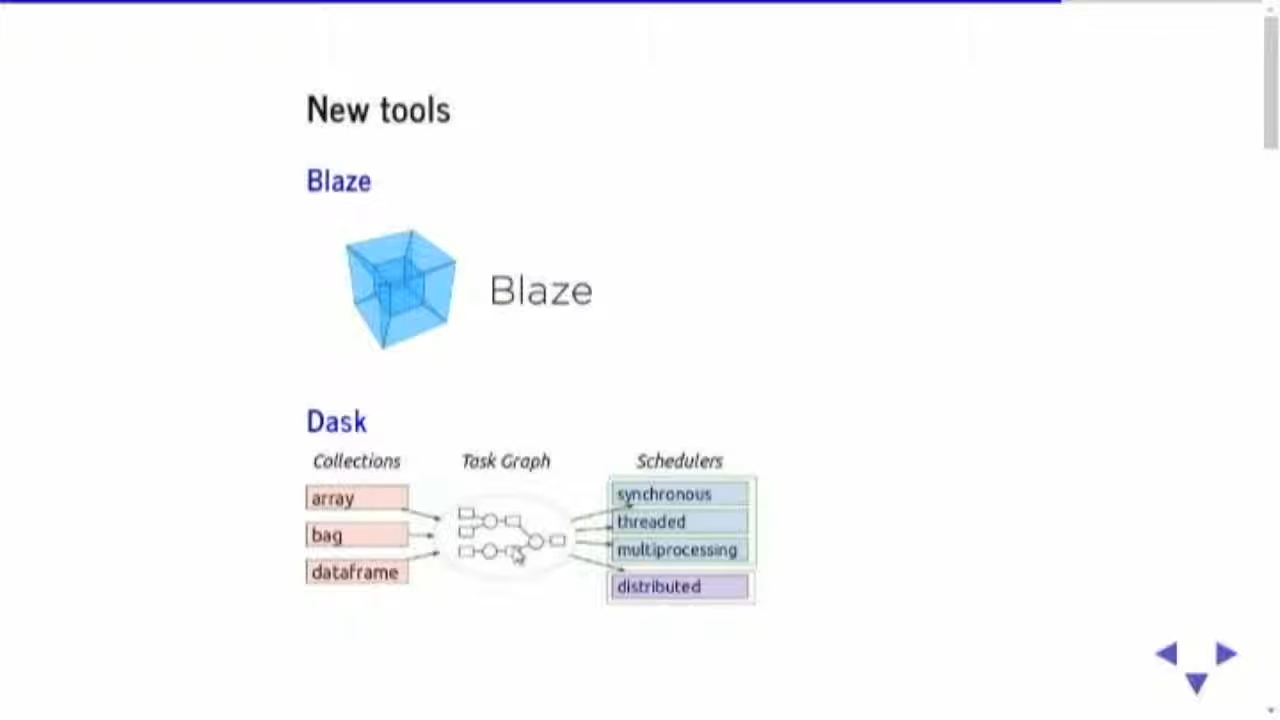 New tools
Blaze
Blaze
Dask
Collections Task Graph Schedulers
array
bag
dataframe
synchronous
threaded
multiprocessing
distributed